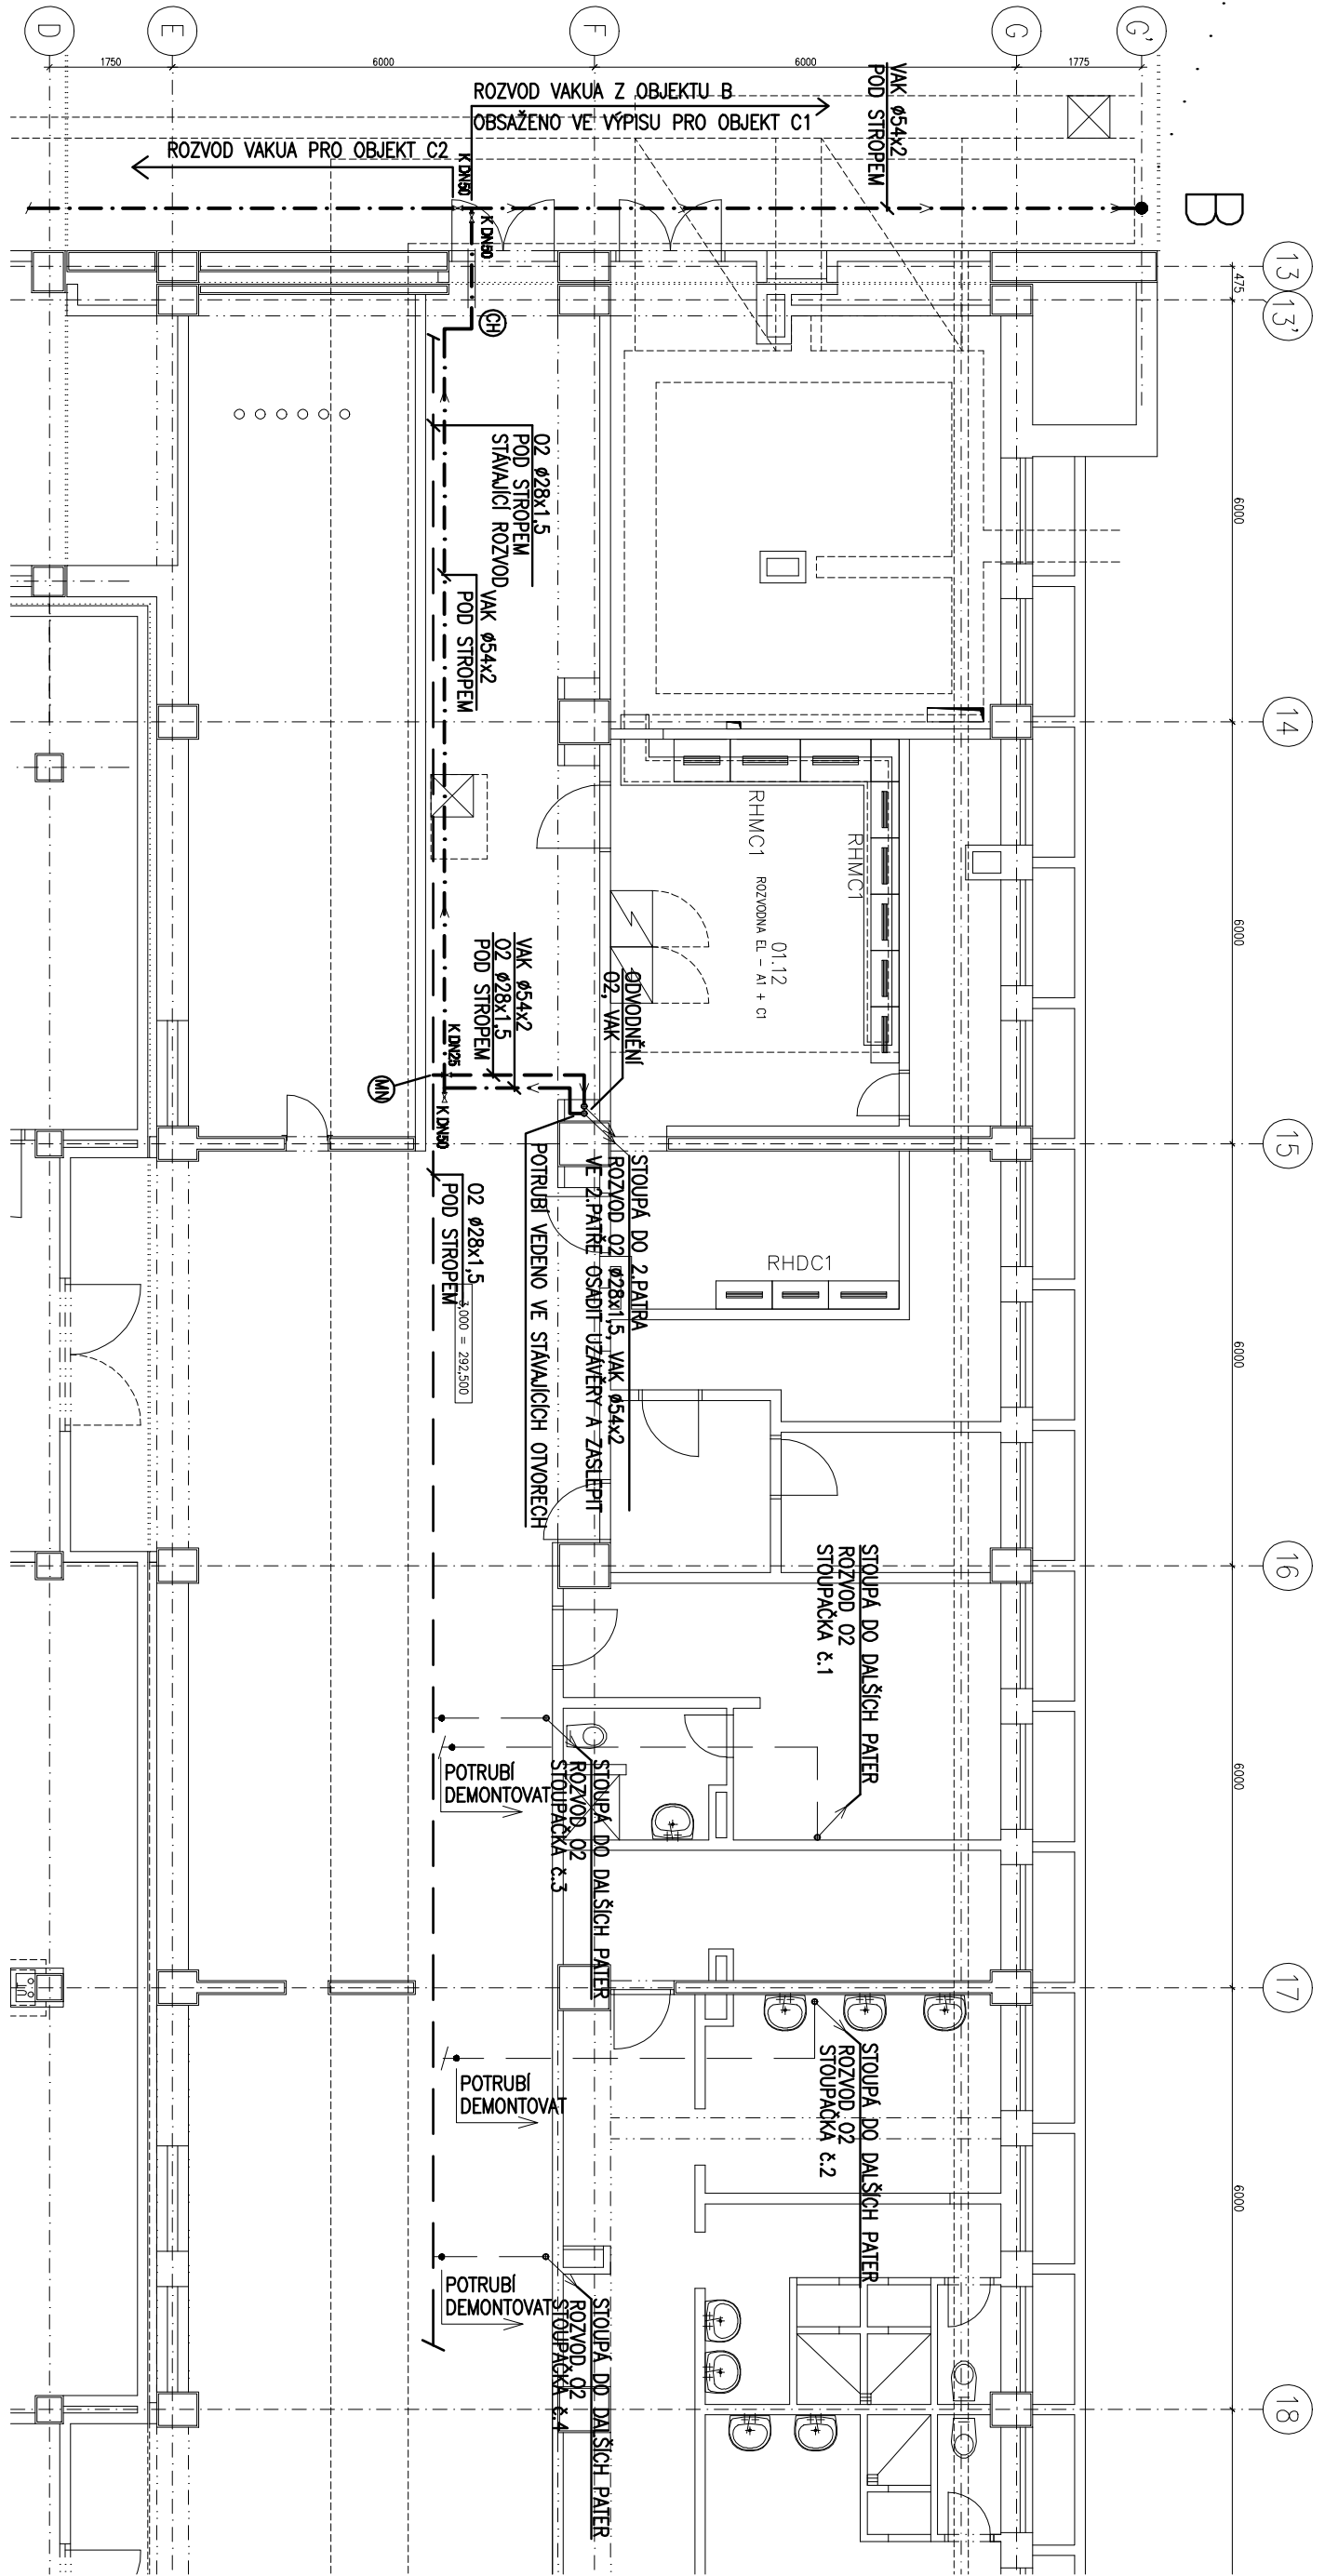 D
E
F
G
G'
1750
6000
6000
1775
ROZVOD VAKUA Z OBJEKTU B
OBSAŽENO VE VÝPISU PRO OBJEKT C1
ROZVOD VAKUA PRO OBJEKT C2
VAK ø54x2
POD STROPEM
K DN50
K DN50
B
13
13'
475
CH
6000
O2 ø28x1,5
POD STROPEM
STÁVAJÍCÍ ROZVOD
VAK ø54x2
POD STROPEM
14
RHMC1
RHMC1
01.12
ROZVODNA EL - A1 + C1
6000
VAK ø54x2
O2 ø28x1,5
POD STROPEM
ODVODNĚNÍ
O2, VAK
K DN25
MN
K DN50
15
STOUPÁ DO 2.PATRA
ROZVOD O2 ø28x1,5, VAK ø54x2
VE 2.PATŘE OSADIT UZÁVĚRY A ZASLEPIT
POTRUBÍ VEDENO VE STÁVAJÍCÍCH OTVORECH
O2 ø28x1,5
POD STROPEM
3,000 = 292,500
RHDC1
6000
16
STOUPÁ DO DALŠÍCH PATER
ROZVOD O2
STOUPAČKA č.1
POTRUBÍ
DEMONTOVAT
STOUPÁ DO DALŠÍCH PATER
ROZVOD O2
STOUPAČKA č.3
6000
17
STOUPÁ DO DALŠÍCH PATER
ROZVOD O2
STOUPAČKA č.2
POTRUBÍ
DEMONTOVAT
6000
POTRUBÍ
DEMONTOVAT
STOUPÁ DO DALŠÍCH PATER
ROZVOD O2
STOUPAČKA č.4
18